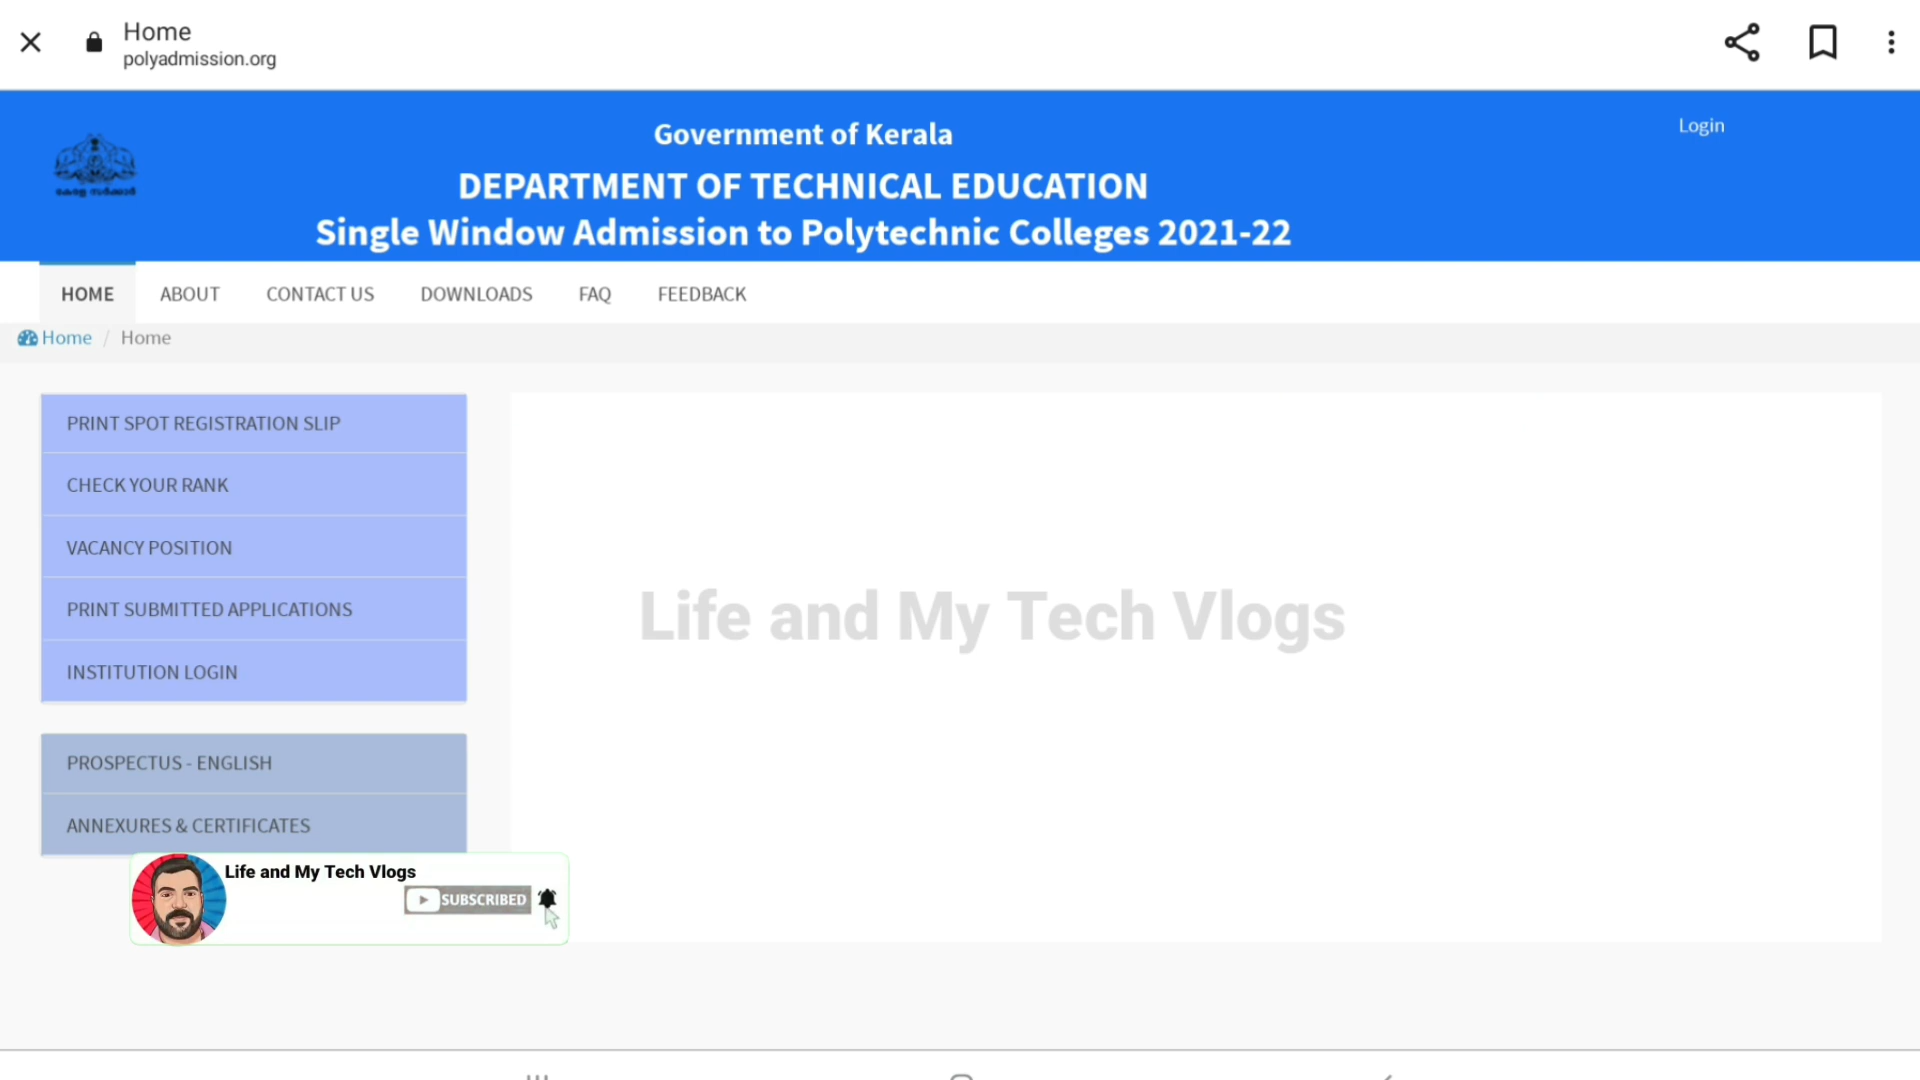 Home
polyadmission.org
Government of Kerala
Login
DEPARTMENT OF TECHNICAL EDUCATION
Single Window Admission to Polytechnic Colleges 2021-22
കേരള സർക്കാർ
HOME ABOUT CONTACT US DOWNLOADS FAQ FEEDBACK
Home / Home
PRINT SPOT REGISTRATION SLIP
CHECK YOUR RANK
VACANCY POSITION
PRINT SUBMITTED APPLICATIONS
INSTITUTION LOGIN
Life and My Tech Vlogs
PROSPECTUS - ENGLISH
ANNEXURES & CERTIFICATES
Life and My Tech Vlogs
SUBSCRIBED